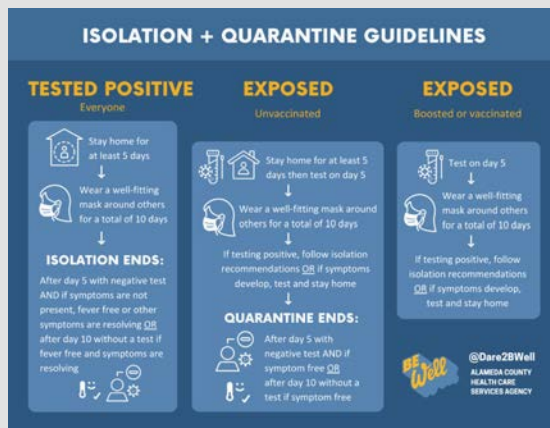 ISOLATION + QUARANTINE GUIDELINES
TESTED POSITIVE
Everyone
Stay home for
at least 5 days
Wear a well-fitting
mask around others
for a total of 10 days
ISOLATION ENDS:
After day 5 with negative test
AND if symptoms are not
present, fever free or other
symptoms are resolving OR
after day 10 without a test if
fever free and symptoms are
resolving
EXPOSED
Unvaccinated
Stay home for at least 5
days then test on day 5
Wear a well-fitting mask around
others for a total of 10 days
If testing positive, follow isolation
recommendations OR if symptoms
develop, test and stay home
QUARANTINE ENDS:
After day 5 with
negative test AND if
symptom free OR
after day 10 without a
test if symptom free
EXPOSED
Boosted or vaccinated
Test on day 5
Wear a well-fitting
mask around others
for a total of 10 days
If testing positive, follow
isolation recommendations
OR if symptoms develop,
test and stay home
BE
Well
@Dare2BWell
ALAMEDA COUNTY
HEALTH CARE
SERVICES AGENCY